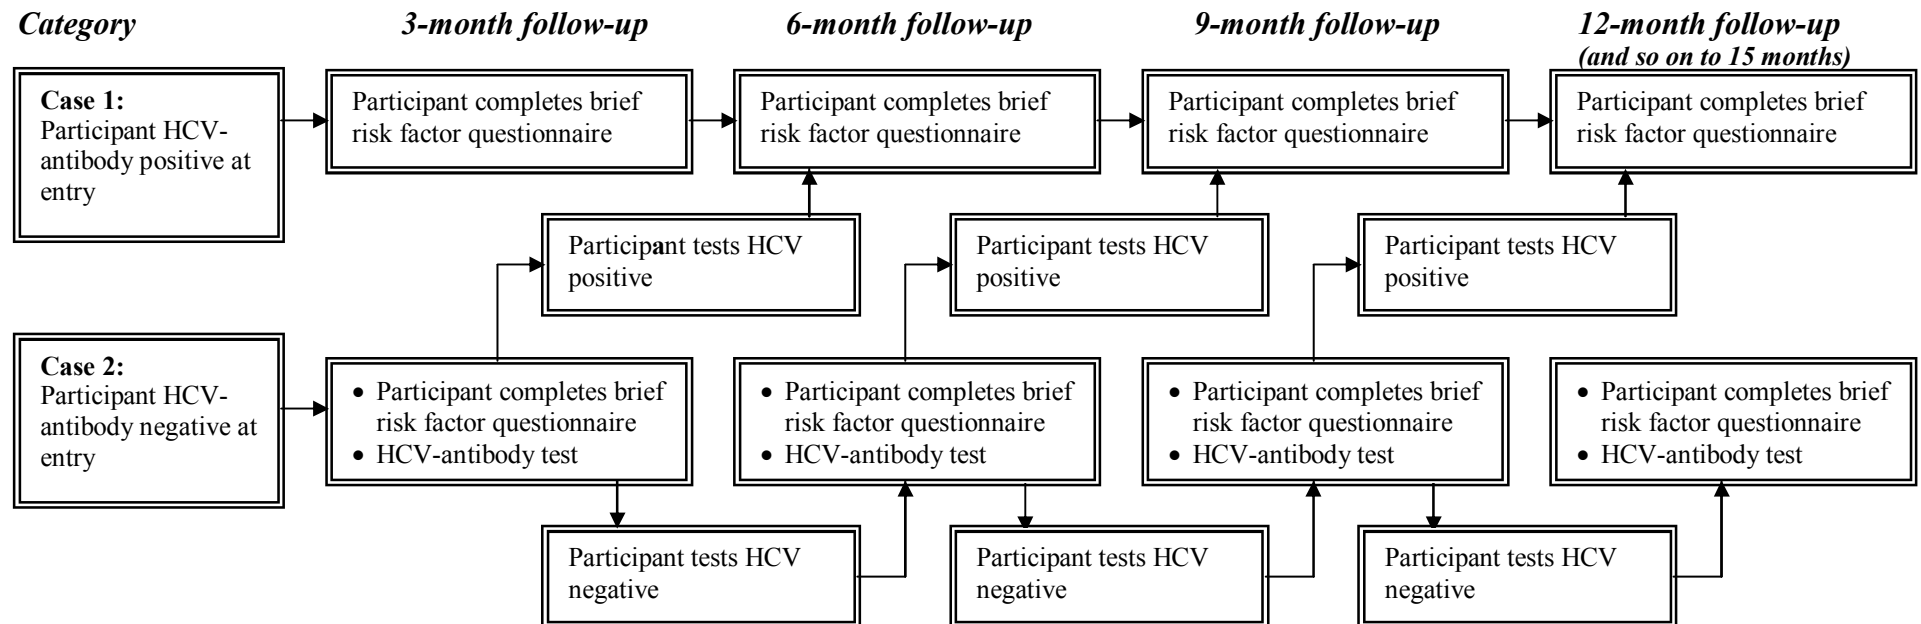 Category
3-month follow-up
6-month follow-up
9-month follow-up
12-month follow-up
(and so on to 15 months)
Case 1:
Participant HCV-
antibody positive at
entry
Participant completes brief
risk factor questionnaire
Participant completes brief
risk factor questionnaire
Participant completes brief
risk factor questionnaire
Participant completes brief
risk factor questionnaire
Participant tests HCV
positive
Participant tests HCV
positive
Participant tests HCV
positive
Case 2:
Participant HCV-
antibody negative at
entry
• Participant completes brief
risk factor questionnaire
• HCV-antibody test
• Participant completes brief
risk factor questionnaire
• HCV-antibody test
• Participant completes brief
risk factor questionnaire
• HCV-antibody test
• Participant completes brief
risk factor questionnaire
• HCV-antibody test
Participant tests HCV
negative
Participant tests HCV
negative
Participant tests HCV
negative